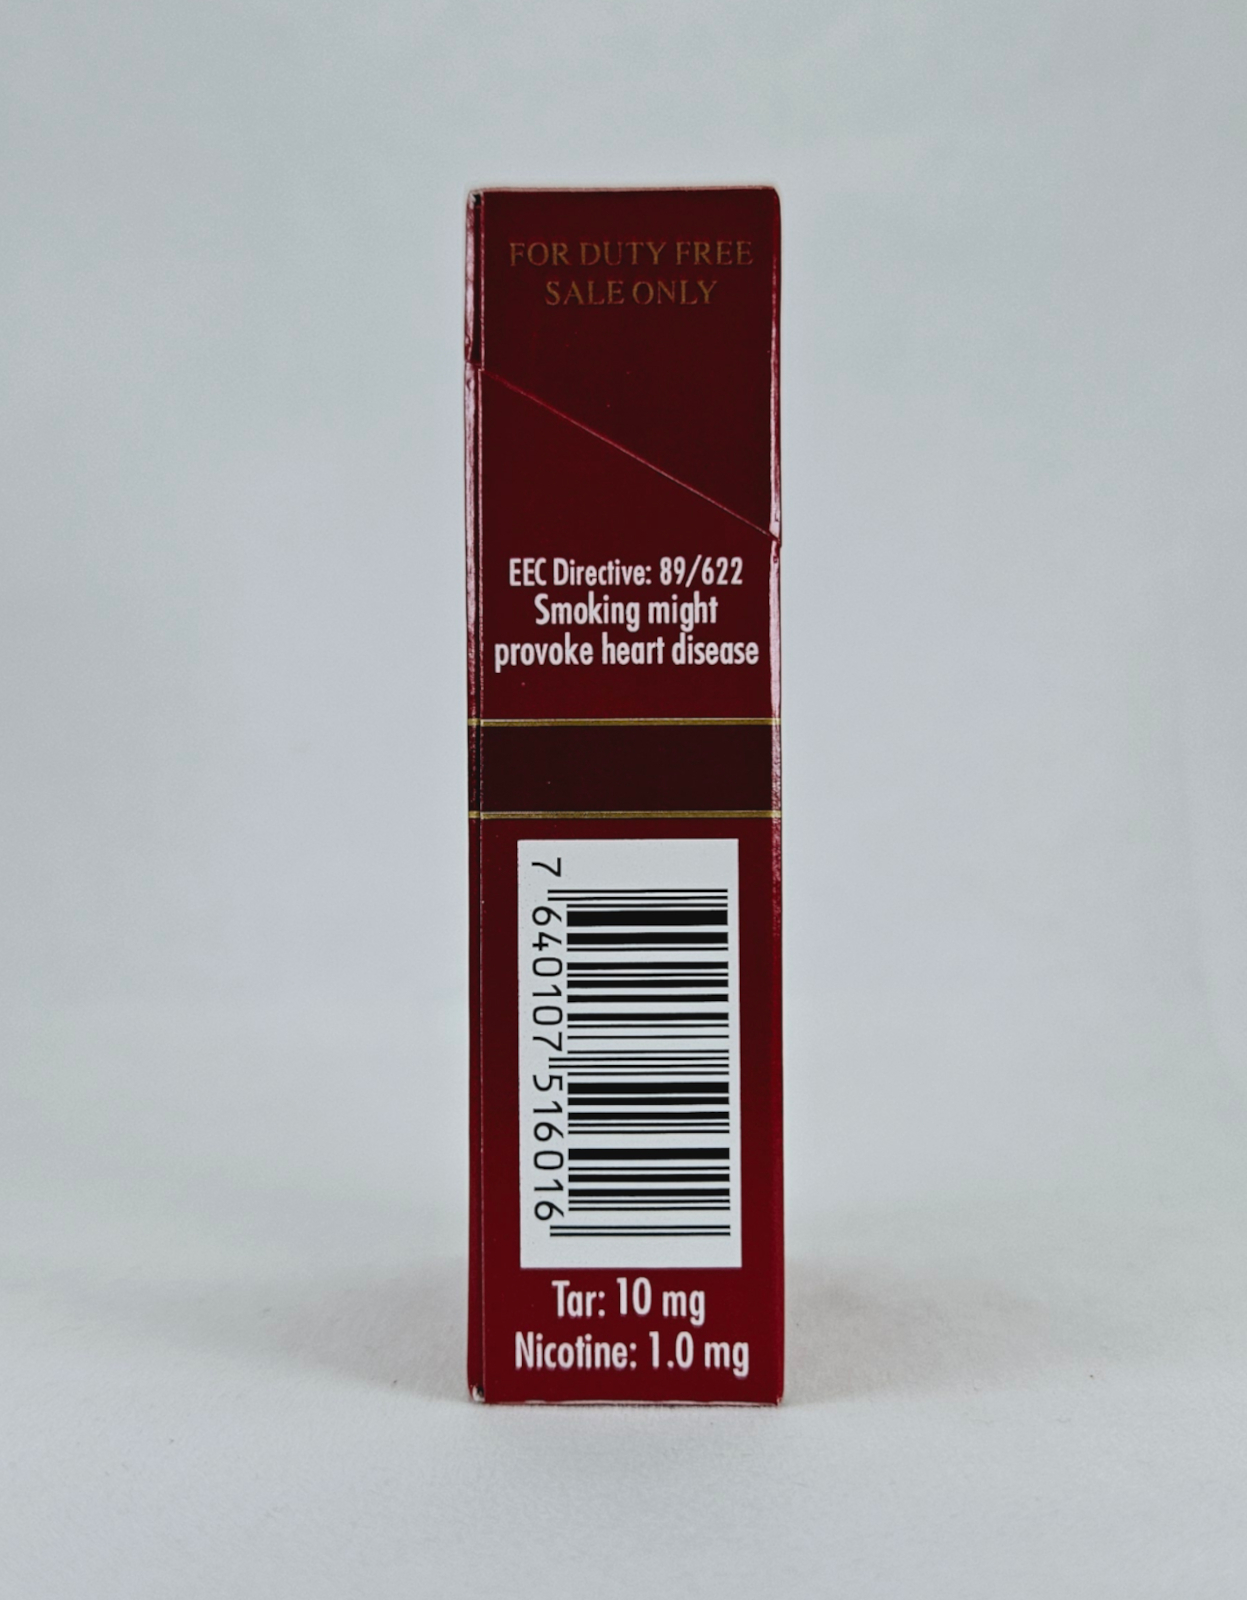 FOR DUTY FREE
SALE ONLY
EEC Directive: 89/622
Smoking might
provoke heart disease
7 640107 516016
Tar: 10 mg
Nicotine: 1.0 mg